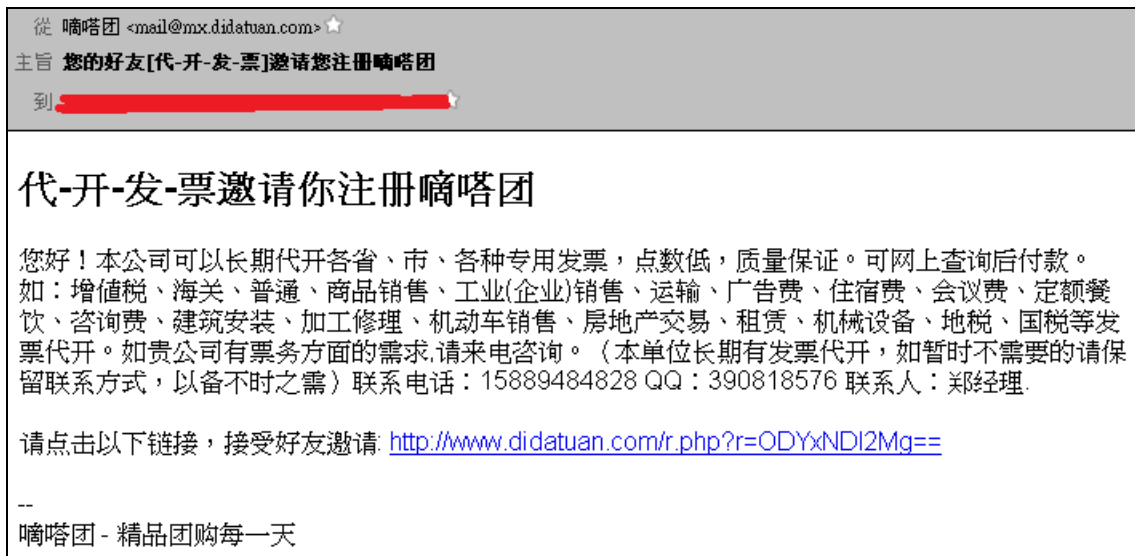 從 嘀嗒团 <mail@mx.didatuan.com>
主旨 您的好友[代-开-发-票]邀请您注册嘀嗒团
到
代-开-发-票邀请你注册嘀嗒团
您好！本公司可以长期代开各省、市、各种专用发票，点数低，质量保证。可网上查询后付款。
如：增值税、海关、普通、商品销售、工业(企业)销售、运输、广告费、住宿费、会议费、定额餐
饮、咨询费、建筑安装、加工修理、机动车销售、房地产交易、租赁、机械设备、地税、国税等发
票代开。如贵公司有票务方面的需求,请来电咨询。（本单位长期有发票代开，如暂时不需要的请保
留联系方式，以备不时之需）联系电话：15889484828 QQ：390818576 联系人：郑经理.
请点击以下链接，接受好友邀请: http://www.didatuan.com/r.php?r=ODYxNDI2Mg==
--
嘀嗒团 - 精品团购每一天